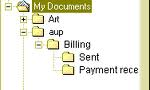 My Documents
Art
aup
Billing
Sent
Payment rece